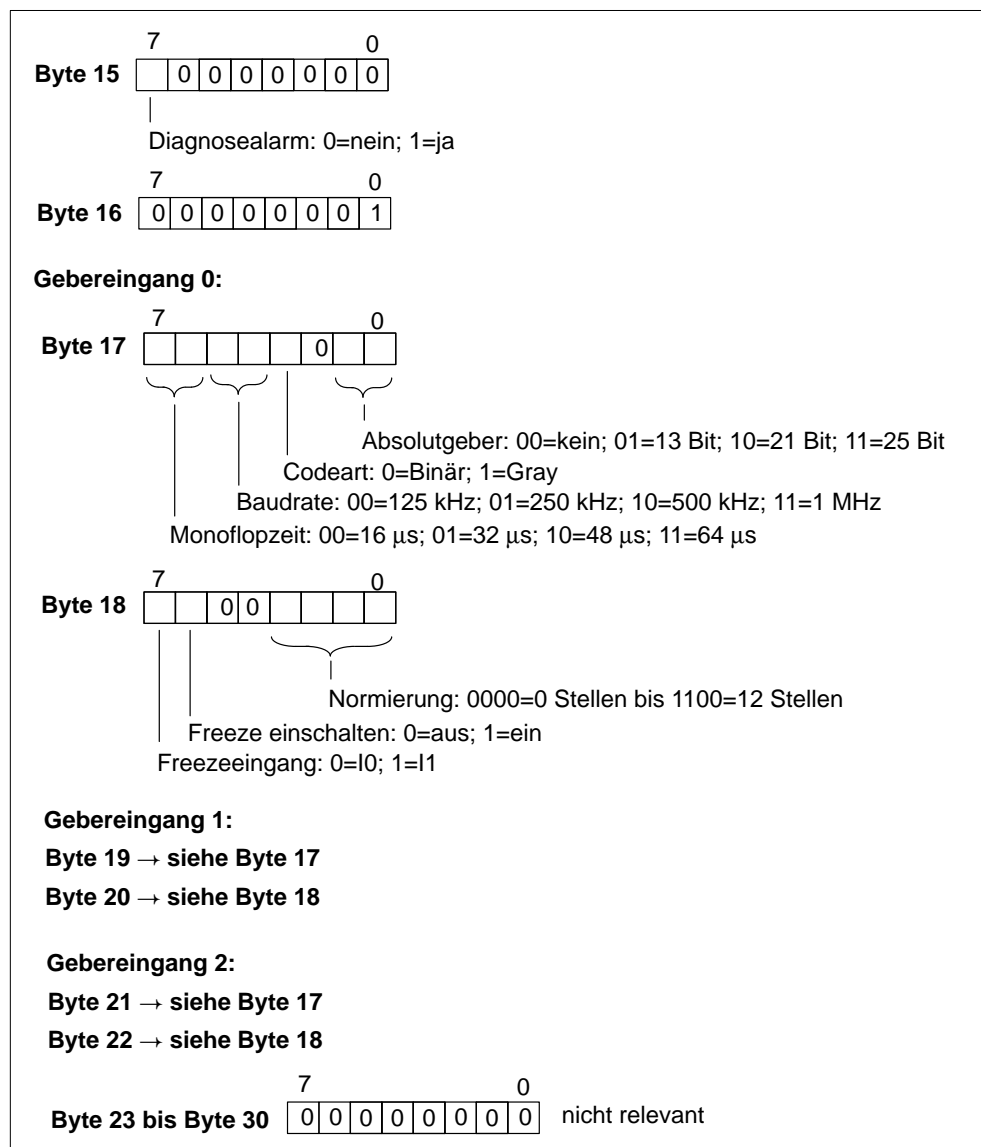 7 0
Byte 15 0 0 0 0 0 0 0
Diagnosealarm: 0=nein; 1=ja
7 0
Byte 16 0 0 0 0 0 0 0 1
Gebereingang 0:
7 0
Byte 17 0
Absolutgeber: 00=kein; 01=13 Bit; 10=21 Bit; 11=25 Bit
Codeart: 0=Binär; 1=Gray
Baudrate: 00=125 kHz; 01=250 kHz; 10=500 kHz; 11=1 MHz
Monoflopzeit: 00=16 µs; 01=32 µs; 10=48 µs; 11=64 µs
7 0
Byte 18 0 0
Normierung: 0000=0 Stellen bis 1100=12 Stellen
Freeze einschalten: 0=aus; 1=ein
Freezeeingang: 0=I0; 1=I1
Gebereingang 1:
Byte 19 → siehe Byte 17
Byte 20 → siehe Byte 18
Gebereingang 2:
Byte 21 → siehe Byte 17
Byte 22 → siehe Byte 18
7 0
Byte 23 bis Byte 30 0 0 0 0 0 0 0 0 nicht relevant